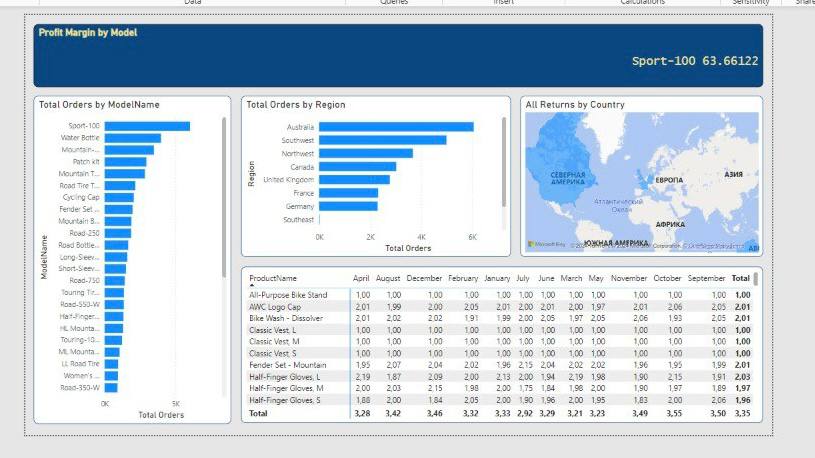 Data Queries Insert Calculations Sensitivity Share
Profit Margin by Model
Sport-100 63.66122
Total Orders by ModelName
ModelName
Sport-100
Water Bottle
Mountain-...
Patch kit
Mountain T...
Road Tire T...
Cycling Cap
Fender Set ...
Mountain B...
Road-250
Road Bottle...
Long-Sleev...
Short-Sleev...
Road-750
Touring Tir...
Road-550-W
Half-Finger...
HL Mounta...
Touring-10...
ML Mounta...
LL Road Tire
Women's ...
Road-350-W
0K 5K
Total Orders
Total Orders by Region
Region
Australia
Southwest
Northwest
Canada
United Kingdom
France
Germany
Southeast
0K 2K 4K 6K
Total Orders
All Returns by Country
СЕВЕРНАЯ
АМЕРИКА
ЕВРОПА
АЗИЯ
Атлантический
Океан
АФРИКА
ЮЖНАЯ АМЕРИКА
Microsoft Bing
ProductName April August December February January July June March May November October September Total
All-Purpose Bike Stand 1,00 1,00 1,00 1,00 1,00 1,00 1,00 1,00 1,00 1,00 1,00 1,00 1,00
AWC Logo Cap 2,01 1,99 2,00 2,05 2,01 2,00 2,01 2,00 1,97 2,01 2,06 2,05 2,01
Bike Wash - Dissolver 2,01 2,02 2,02 1,91 1,99 2,00 2,05 1,97 2,05 2,06 1,93 2,05 2,01
Classic Vest, L 1,00 1,00 1,00 1,00 1,00 1,00 1,00 1,00 1,00 1,00 1,00 1,00 1,00
Classic Vest, M 1,00 1,00 1,00 1,00 1,00 1,00 1,00 1,00 1,00 1,00 1,00 1,00 1,00
Classic Vest, S 1,00 1,00 1,00 1,00 1,00 1,00 1,00 1,00 1,00 1,00 1,00 1,00 1,00
Fender Set - Mountain 1,95 2,07 2,04 2,02 1,96 2,15 2,04 2,02 2,02 1,96 1,95 1,99 2,01
Half-Finger Gloves, L 2,19 1,87 2,09 2,00 2,13 2,00 1,94 2,19 1,98 1,90 2,15 1,91 2,03
Half-Finger Gloves, M 2,00 2,03 2,15 1,98 2,00 1,75 1,84 1,98 2,00 1,90 1,97 1,89 1,97
Half-Finger Gloves, S 1,88 2,00 1,84 2,05 2,00 1,90 1,96 2,00 1,95 1,83 2,00 2,06 1,96
Total 3,28 3,42 3,46 3,32 3,33 2,92 3,29 3,21 3,23 3,49 3,55 3,50 3,35